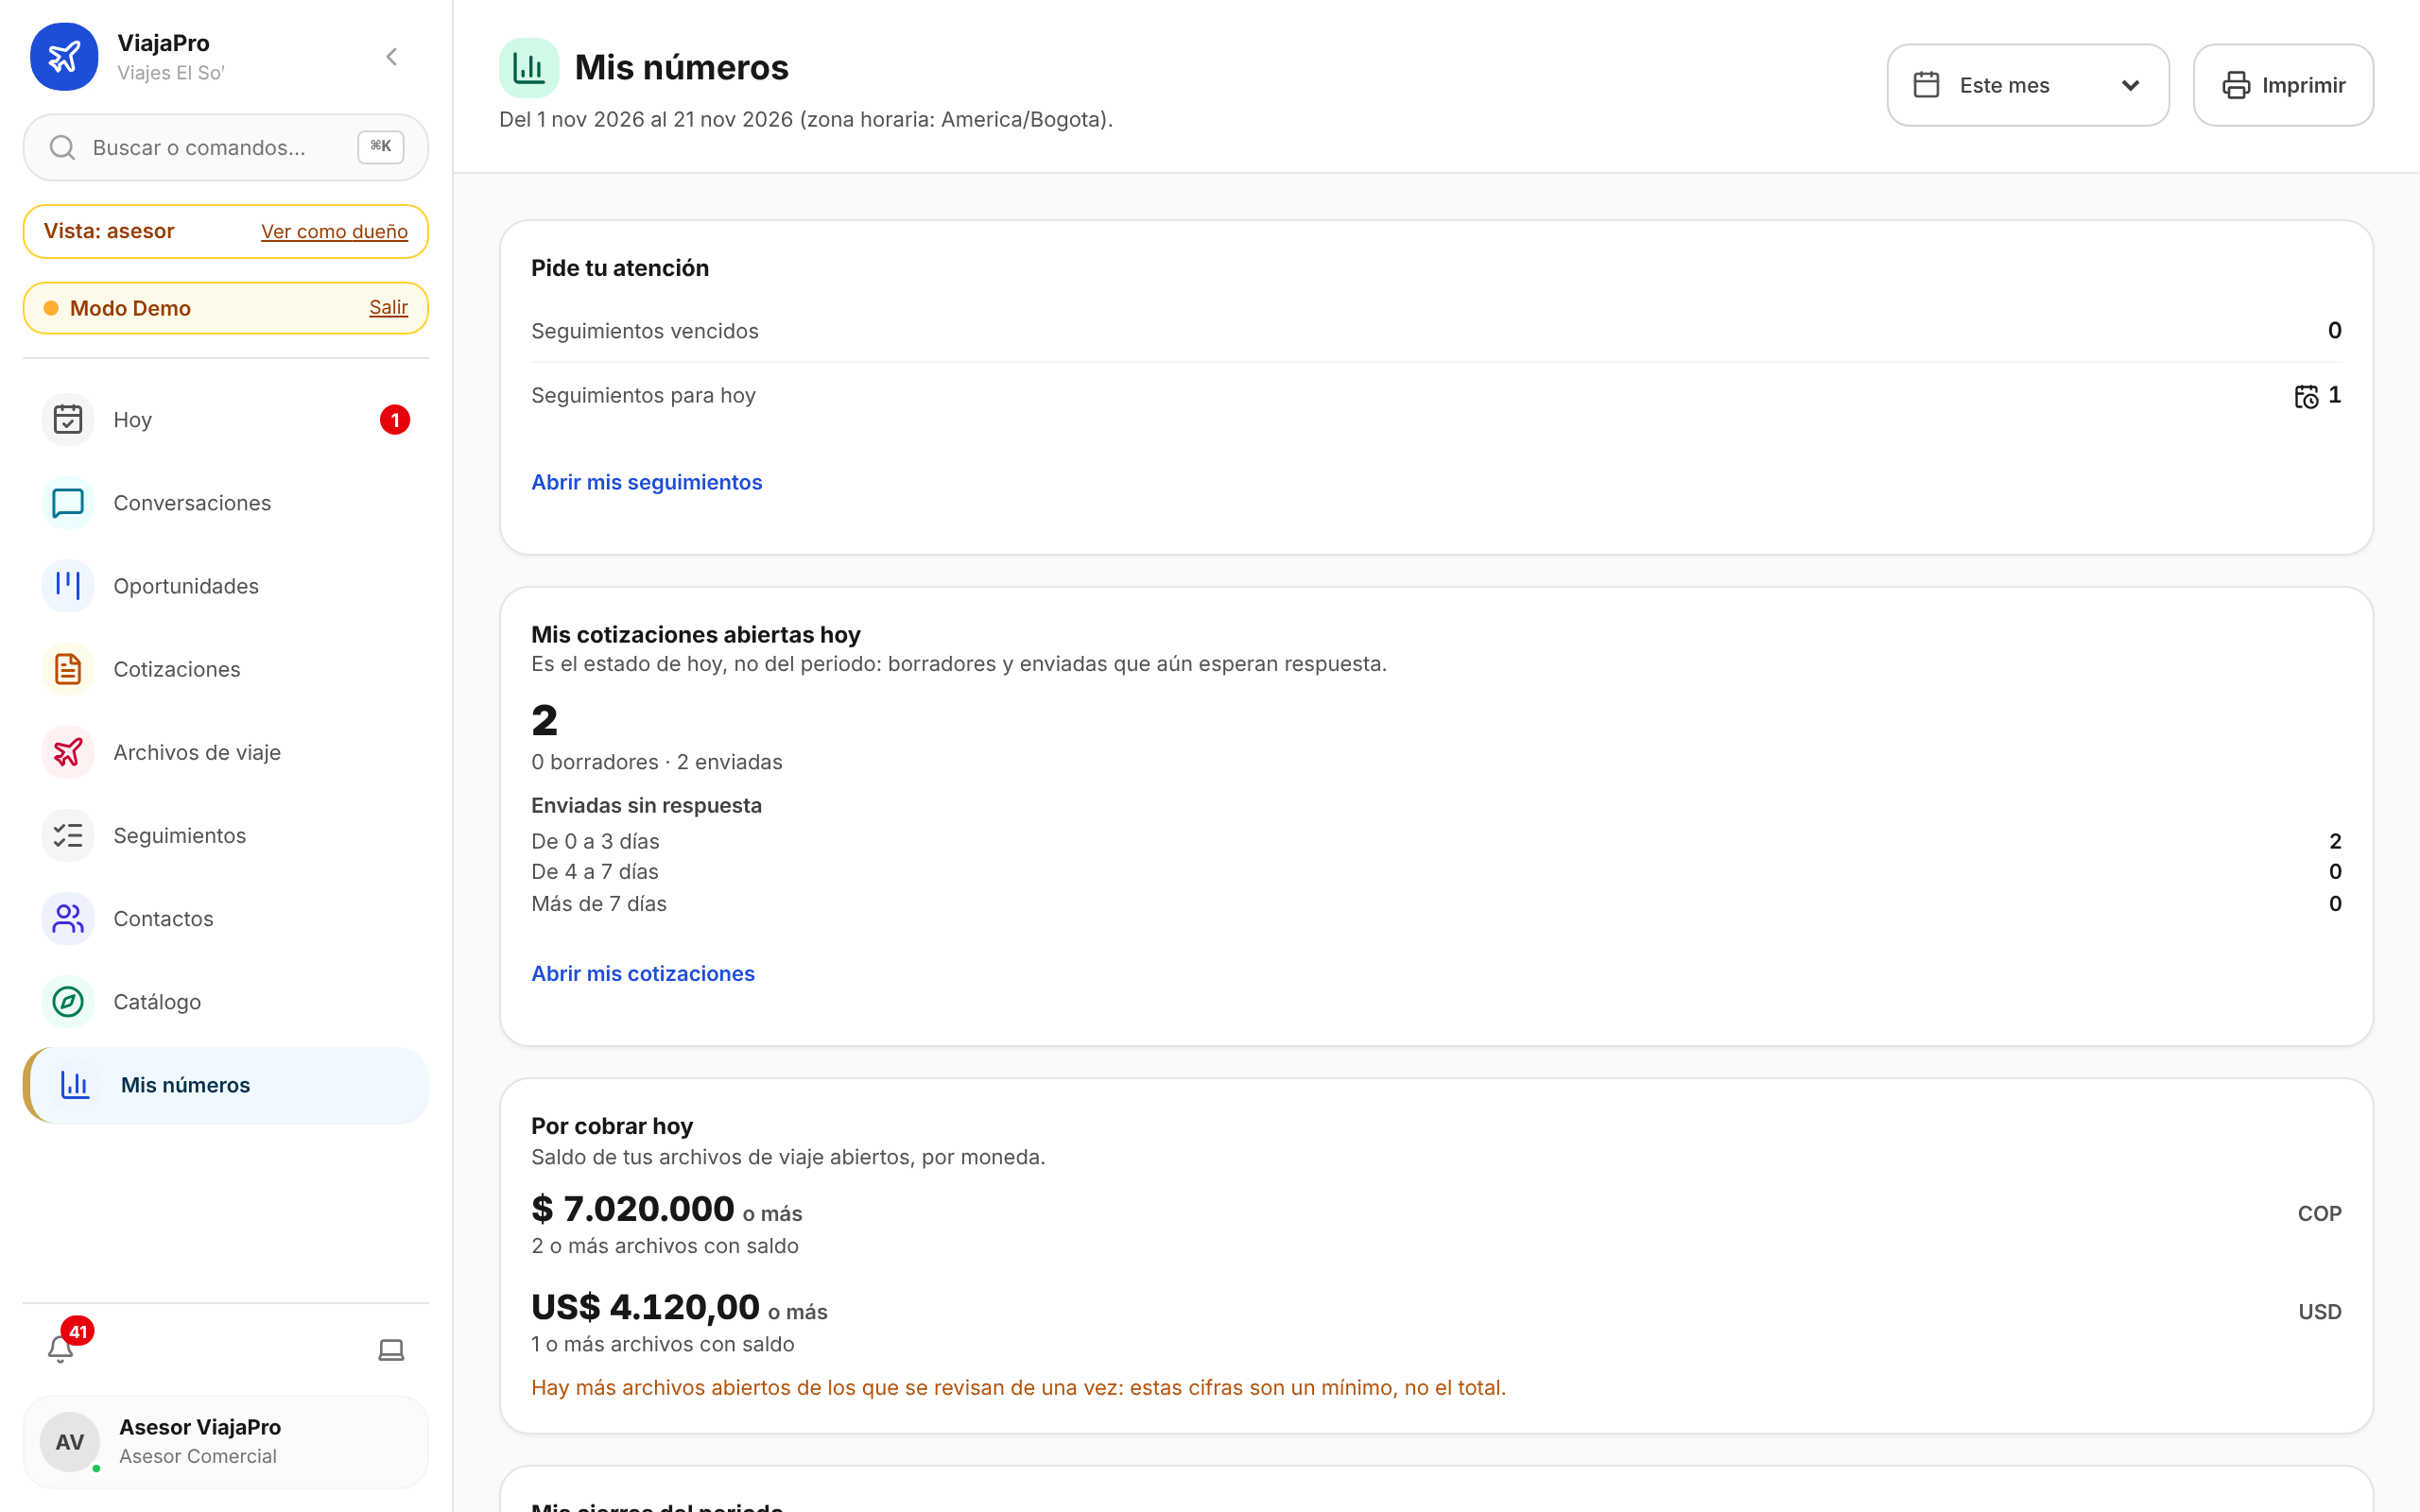 ViajaPro
Viajes El So
Buscar o comandos...
⌘K
Vista: asesor
Ver como dueño
Modo Demo
Salir
Hoy
1
Conversaciones
Oportunidades
Cotizaciones
Archivos de viaje
Seguimientos
Contactos
Catálogo
Mis números
41
AV
Asesor ViajaPro
Asesor Comercial
Mis números
Del 1 nov 2026 al 21 nov 2026 (zona horaria: America/Bogota).
Este mes
Imprimir
Pide tu atención
Seguimientos vencidos 0
Seguimientos para hoy 1
Abrir mis seguimientos
Mis cotizaciones abiertas hoy
Es el estado de hoy, no del periodo: borradores y enviadas que aún esperan respuesta.
2
0 borradores · 2 enviadas
Enviadas sin respuesta
De 0 a 3 días 2
De 4 a 7 días 0
Más de 7 días 0
Abrir mis cotizaciones
Por cobrar hoy
Saldo de tus archivos de viaje abiertos, por moneda.
$ 7.020.000 o más COP
2 o más archivos con saldo
US$ 4.120,00 o más USD
1 o más archivos con saldo
Hay más archivos abiertos de los que se revisan de una vez: estas cifras son un mínimo, no el total.
Mis cierres del periodo